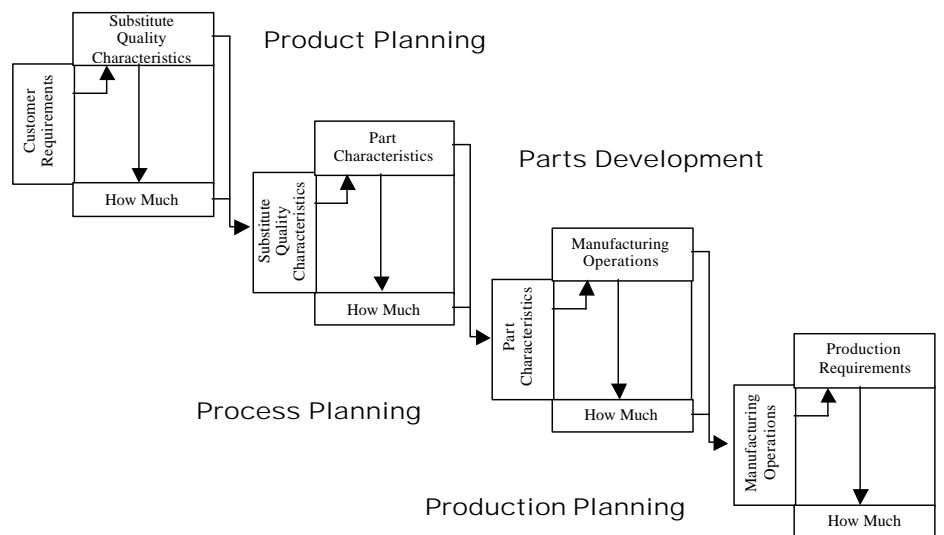 Substitute
Quality
Characteristics
Product Planning
Customer
Requirements
How Much
Part
Characteristics
Parts Development
Substitute
Quality
Characteristics
How Much
Manufacturing
Operations
Part
Characteristics
How Much
Process Planning
Production
Requirements
Manufacturing
Operations
How Much
Production Planning